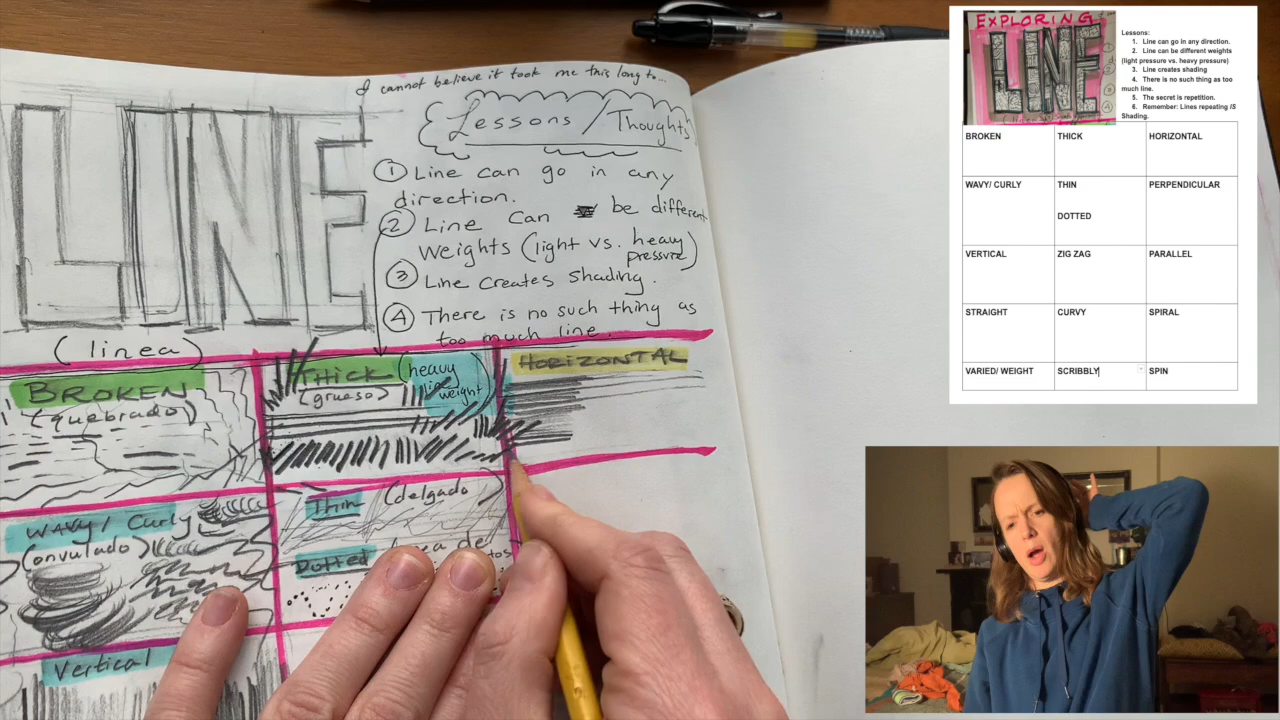 I cannot believe it took me this long to...
LINE
Lessons / Thoughts
① Line can go in any
direction.
② Line can be different
weights (light vs. heavy
pressure)
③ Line creates shading.
④ There is no such thing as
too much line.
(linea)
BROKEN
(quebrado)
THICK
(grueso)
(heavy
line
weight)
HORIZONTAL
WAVY/ Curly
(onvulado)
Thin
(delgado)
Dotted
linea de
Vertical
EXPLORING
LINE
Lessons:
1. Line can go in any direction.
2. Line can be different weights
(light pressure vs. heavy pressure)
3. Line creates shading
4. There is no such thing as too
much line.
5. The secret is repetition.
6. Remember: Lines repeating IS
Shading.
BROKEN
THICK
HORIZONTAL
WAVY/ CURLY
THIN
DOTTED
PERPENDICULAR
VERTICAL
ZIG ZAG
PARALLEL
STRAIGHT
CURVY
SPIRAL
VARIED/ WEIGHT
SCRIBBLY
SPIN